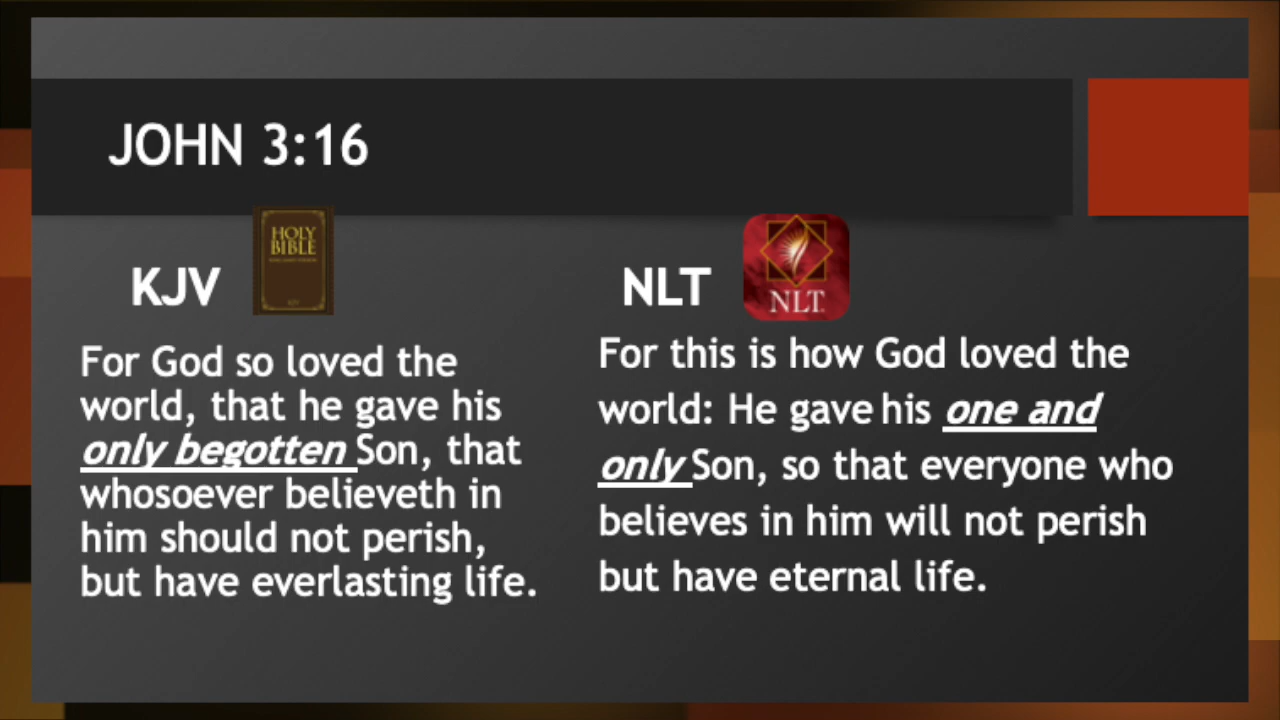 JOHN 3:16
KJV
HOLY
BIBLE
For God so loved the
world, that he gave his
only begotten Son, that
whosoever believeth in
him should not perish,
but have everlasting life.
NLT
NLT
For this is how God loved the
world: He gave his one and
only Son, so that everyone who
believes in him will not perish
but have eternal life.